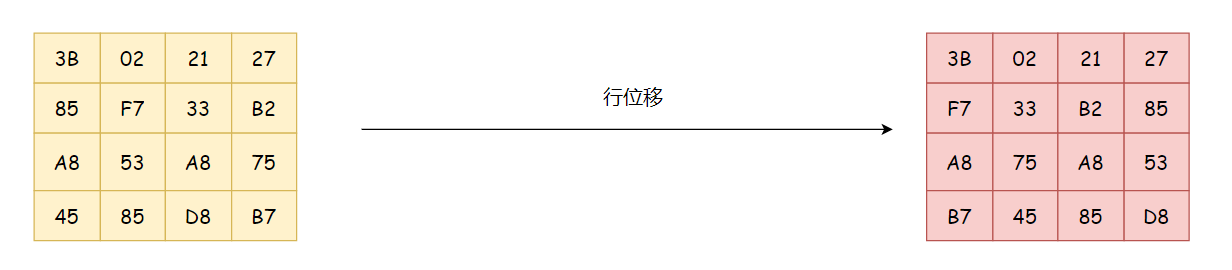 3B 02 21 27
85 F7 33 B2
A8 53 A8 75
45 85 D8 B7
行位移
3B 02 21 27
F7 33 B2 85
A8 75 A8 53
B7 45 85 D8